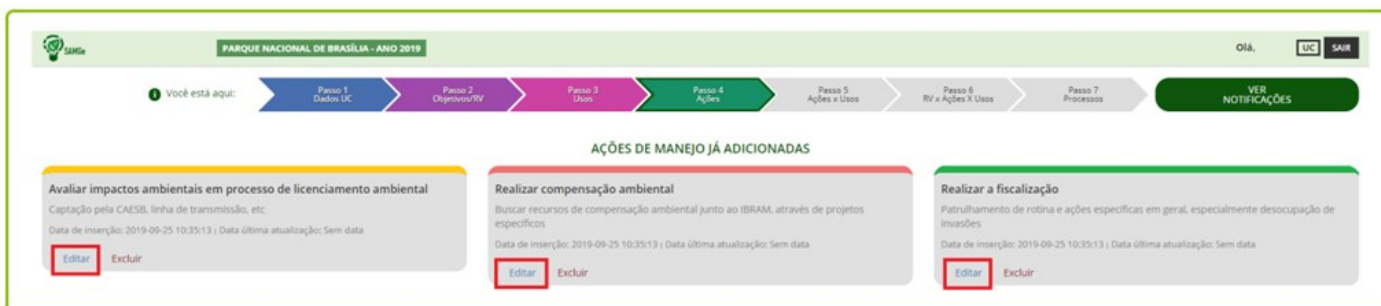 SAMGe
PARQUE NACIONAL DE BRASÍLIA - ANO 2019
Olá,
UC
SAIR
Você está aqui:
Passo 1
Dados UC
Passo 2
Objetivos/RV
Passo 3
Usos
Passo 4
Ações
Passo 5
Ações x Usos
Passo 6
RV x Ações X Usos
Passo 7
Processos
VER
NOTIFICAÇÕES
AÇÕES DE MANEJO JÁ ADICIONADAS
Avaliar impactos ambientais em processo de licenciamento ambiental
Captação pela CAESB, linha de transmissão, etc
Data de inserção: 2019-09-25 10:35:13 | Data última atualização: Sem data
Editar Excluir
Realizar compensação ambiental
Buscar recursos de compensação ambiental junto ao IBRAM, através de projetos
específicos
Data de inserção: 2019-09-25 10:35:13 | Data última atualização: Sem data
Editar Excluir
Realizar a fiscalização
Patrulhamento de rotina e ações específicas em geral, especialmente desocupação de
invasões
Data de inserção: 2019-09-25 10:35:13 | Data última atualização: Sem data
Editar Excluir